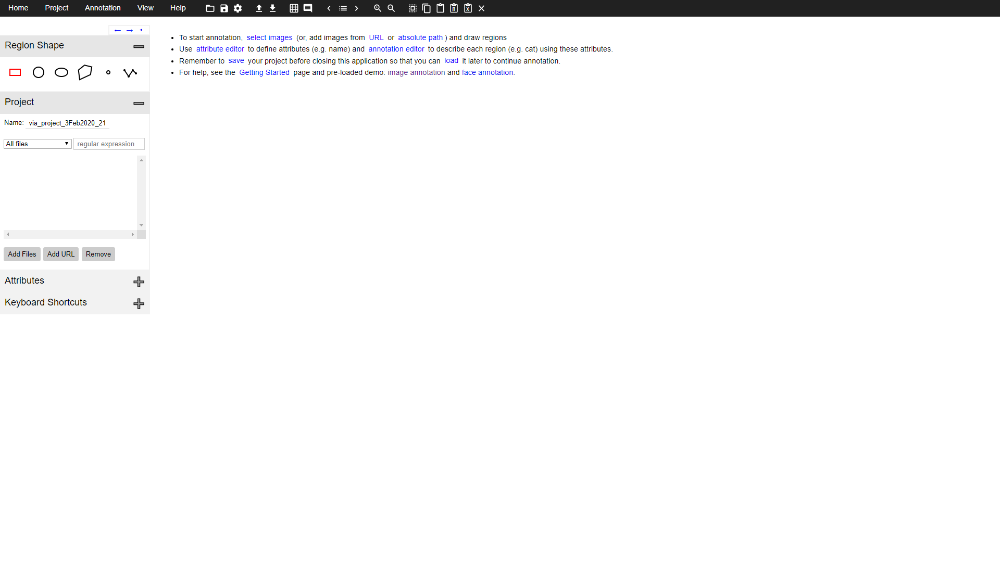 Home Project Annotation View Help
Region Shape
Project
Name: via_project_3Feb2020_21
All files regular expression
Add Files Add URL Remove
Attributes
Keyboard Shortcuts
To start annotation, select images (or, add images from URL or absolute path ) and draw regions
Use attribute editor to define attributes (e.g. name) and annotation editor to describe each region (e.g. cat) using these attributes.
Remember to save your project before closing this application so that you can load it later to continue annotation.
For help, see the Getting Started page and pre-loaded demo: image annotation and face annotation.